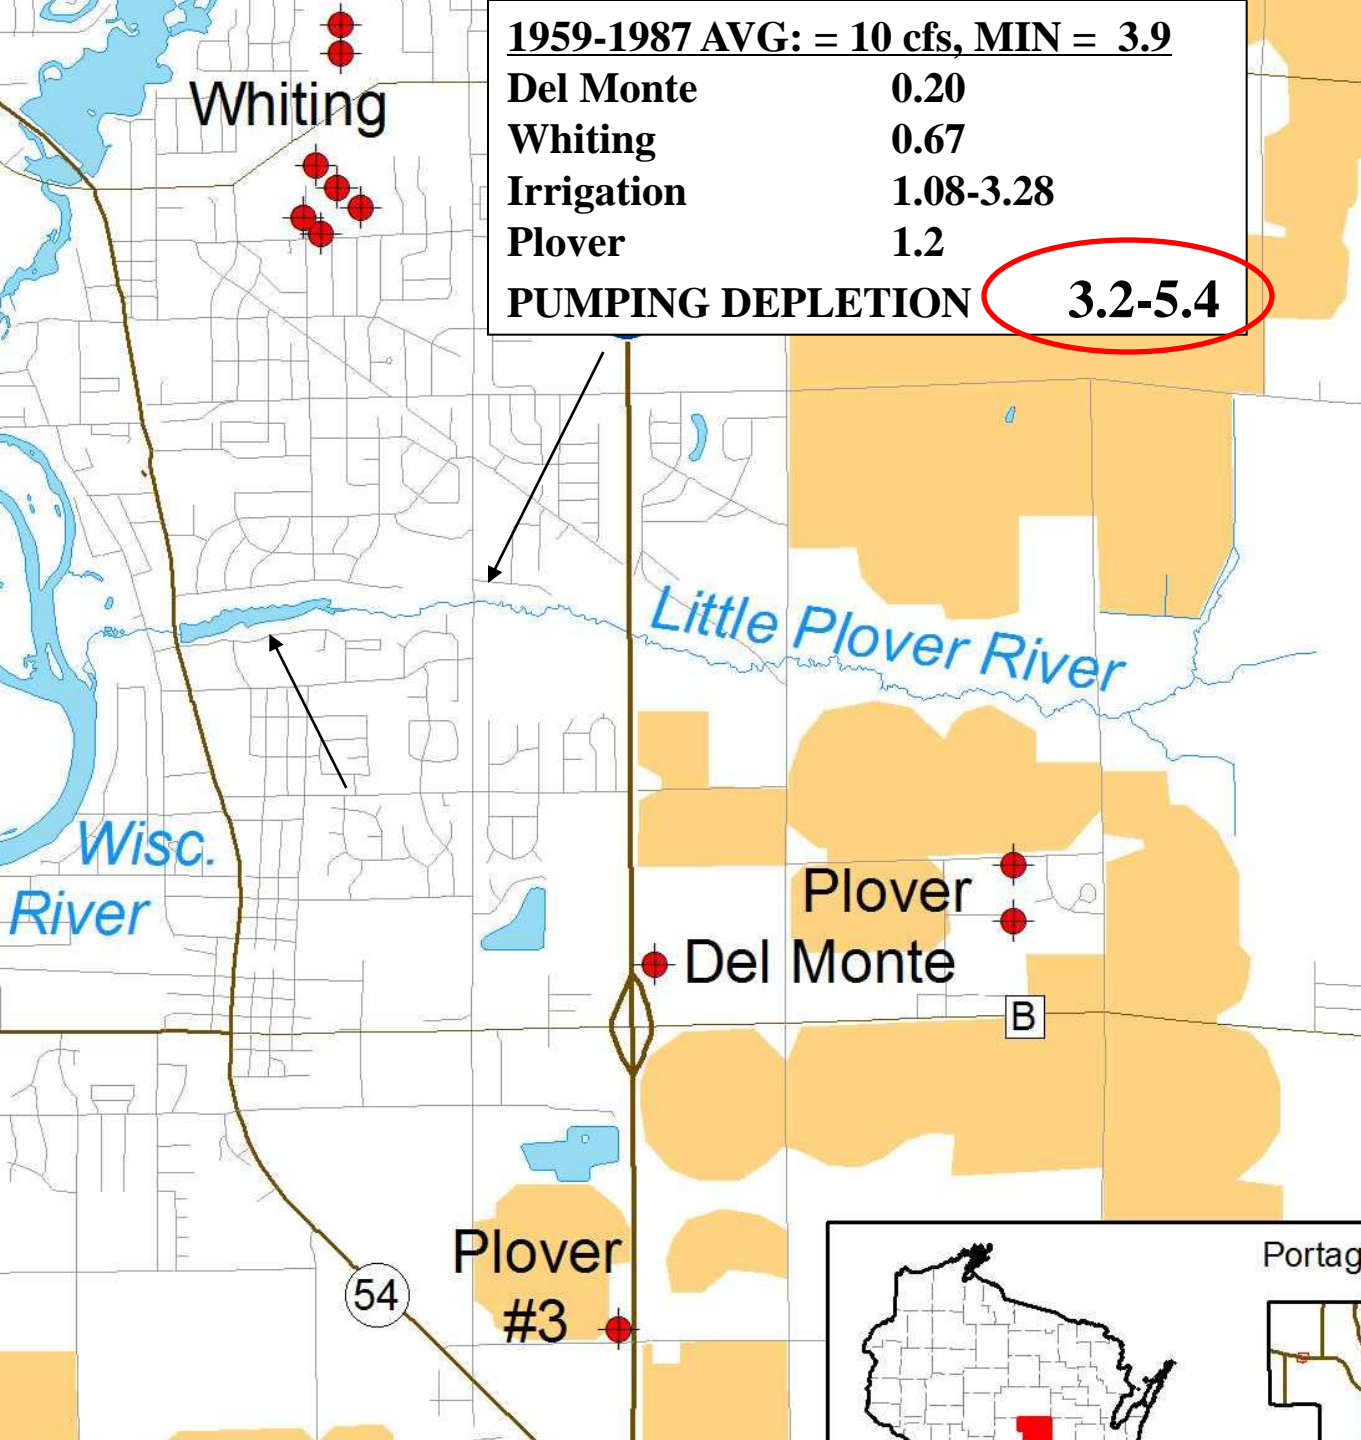 1959-1987 AVG: = 10 cfs, MIN = 3.9
Del Monte 0.20
Whiting 0.67
Irrigation 1.08-3.28
Plover 1.2
PUMPING DEPLETION 3.2-5.4
Whiting
Little Plover River
Wisc.
River
Plover
Del Monte
B
Plover
#3
54
Portag